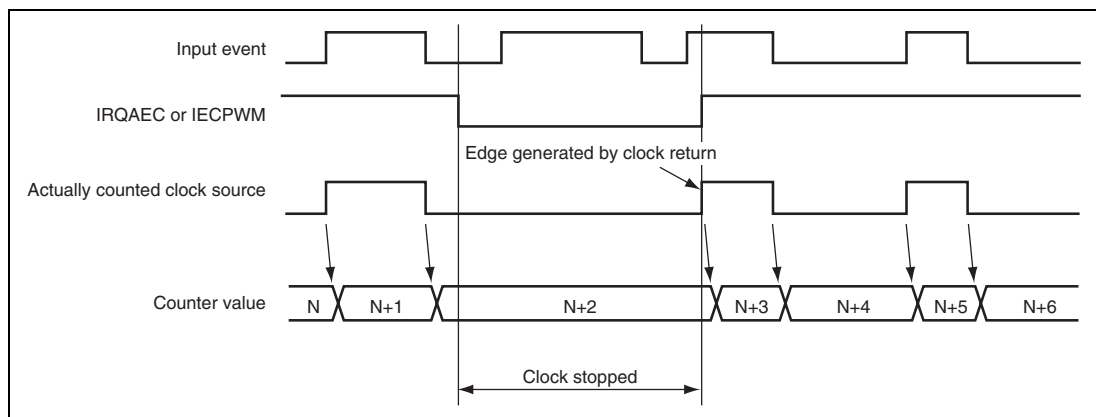 Input event
IRQAEC or IECPWM
Edge generated by clock return
Actually counted clock source
Counter value
N
N+1
N+2
N+3
N+4
N+5
N+6
Clock stopped